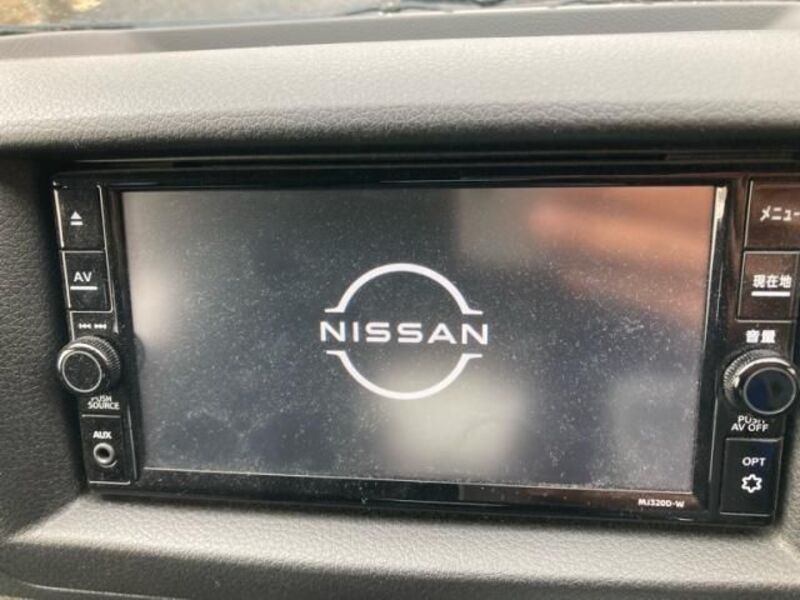 AV
PUSH
SOURCE
AUX
NISSAN
メニュー
現在地
音量
PUSH
AV OFF
OPT
MJ320D-W